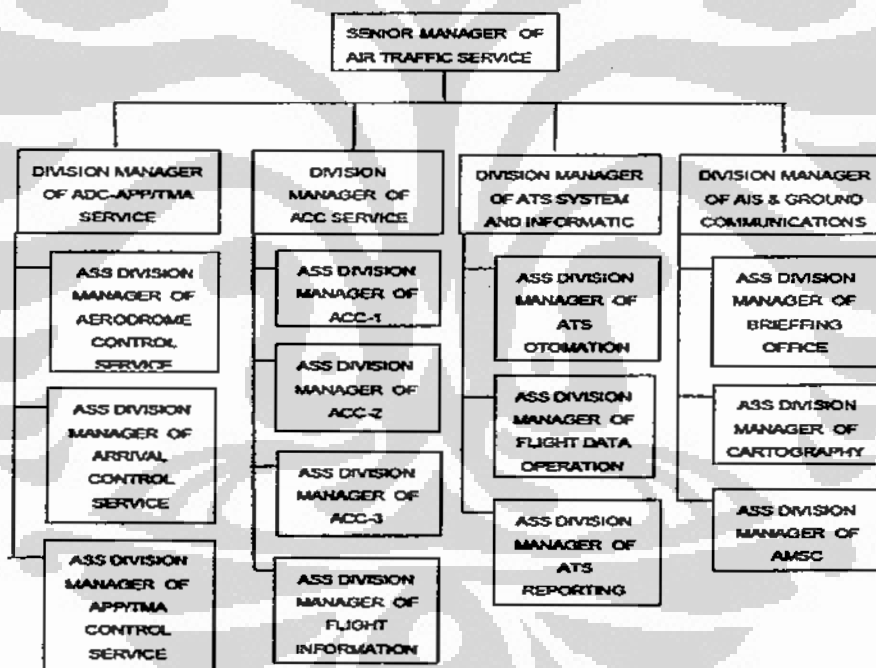 SENIOR MANAGER OF
AIR TRAFFIC SERVICE
DIVISION MANAGER
OF ADC-APP/TMA
SERVICE
ASS DIVISION
MANAGER OF
AERODROME
CONTROL
SERVICE
ASS DIVISION
MANAGER OF
ARRIVAL
CONTROL
SERVICE
ASS DIVISION
MANAGER OF
APP/TMA
CONTROL
SERVICE
DIVISION
MANAGER OF
ACC SERVICE
ASS DIVISION
MANAGER OF
ACC-1
ASS DIVISION
MANAGER OF
ACC-2
ASS DIVISION
MANAGER OF
ACC-3
ASS DIVISION
MANAGER OF
FLIGHT
INFORMATION
DIVISION MANAGER
OF ATS SYSTEM
AND INFORMATIC
ASS DIVISION
MANAGER OF
ATS
OTOMATION
ASS DIVISION
MANAGER OF
FLIGHT DATA
OPERATION
ASS DIVISION
MANAGER OF
ATS
REPORTING
DIVISION MANAGER
OF AIS & GROUND
COMMUNICATIONS
ASS DIVISION
MANAGER OF
BRIEFFING
OFFICE
ASS DIVISION
MANAGER OF
CARTOGRAPHY
ASS DIVISION
MANAGER OF
AMSC